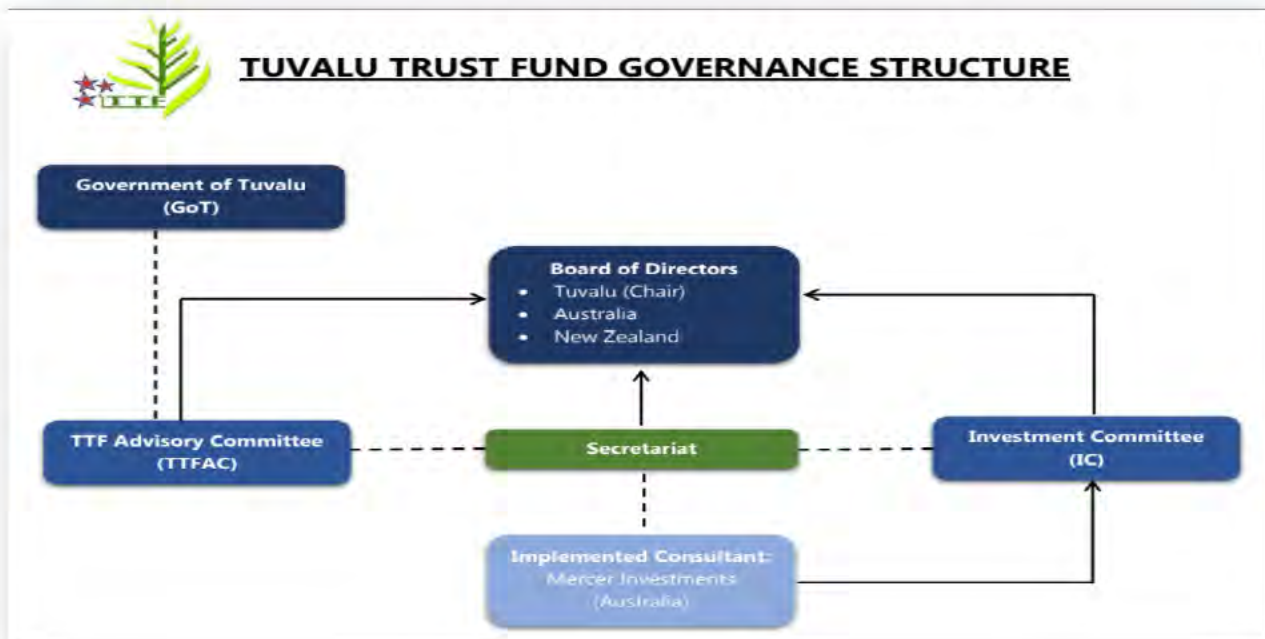 TTF
TUVALU TRUST FUND GOVERNANCE STRUCTURE
Government of Tuvalu
(GoT)
Board of Directors
• Tuvalu (Chair)
• Australia
• New Zealand
TTF Advisory Committee
(TTFAC)
Secretariat
Investment Committee
(IC)
Implemented Consultant:
Mercer Investments
(Australia)